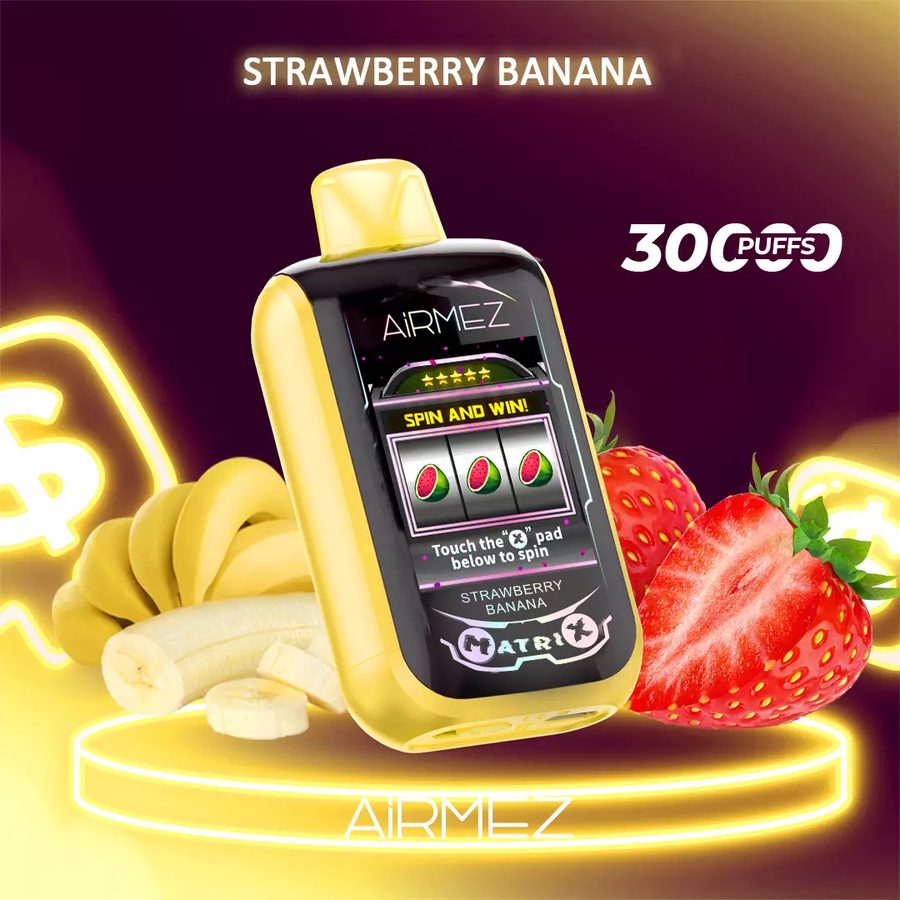 STRAWBERRY BANANA
30000
PUFFS
AiRMEZ
SPIN AND WIN!
Touch the "X" pad
below to spin
STRAWBERRY
BANANA
MATRiX
$
AiRMEZ